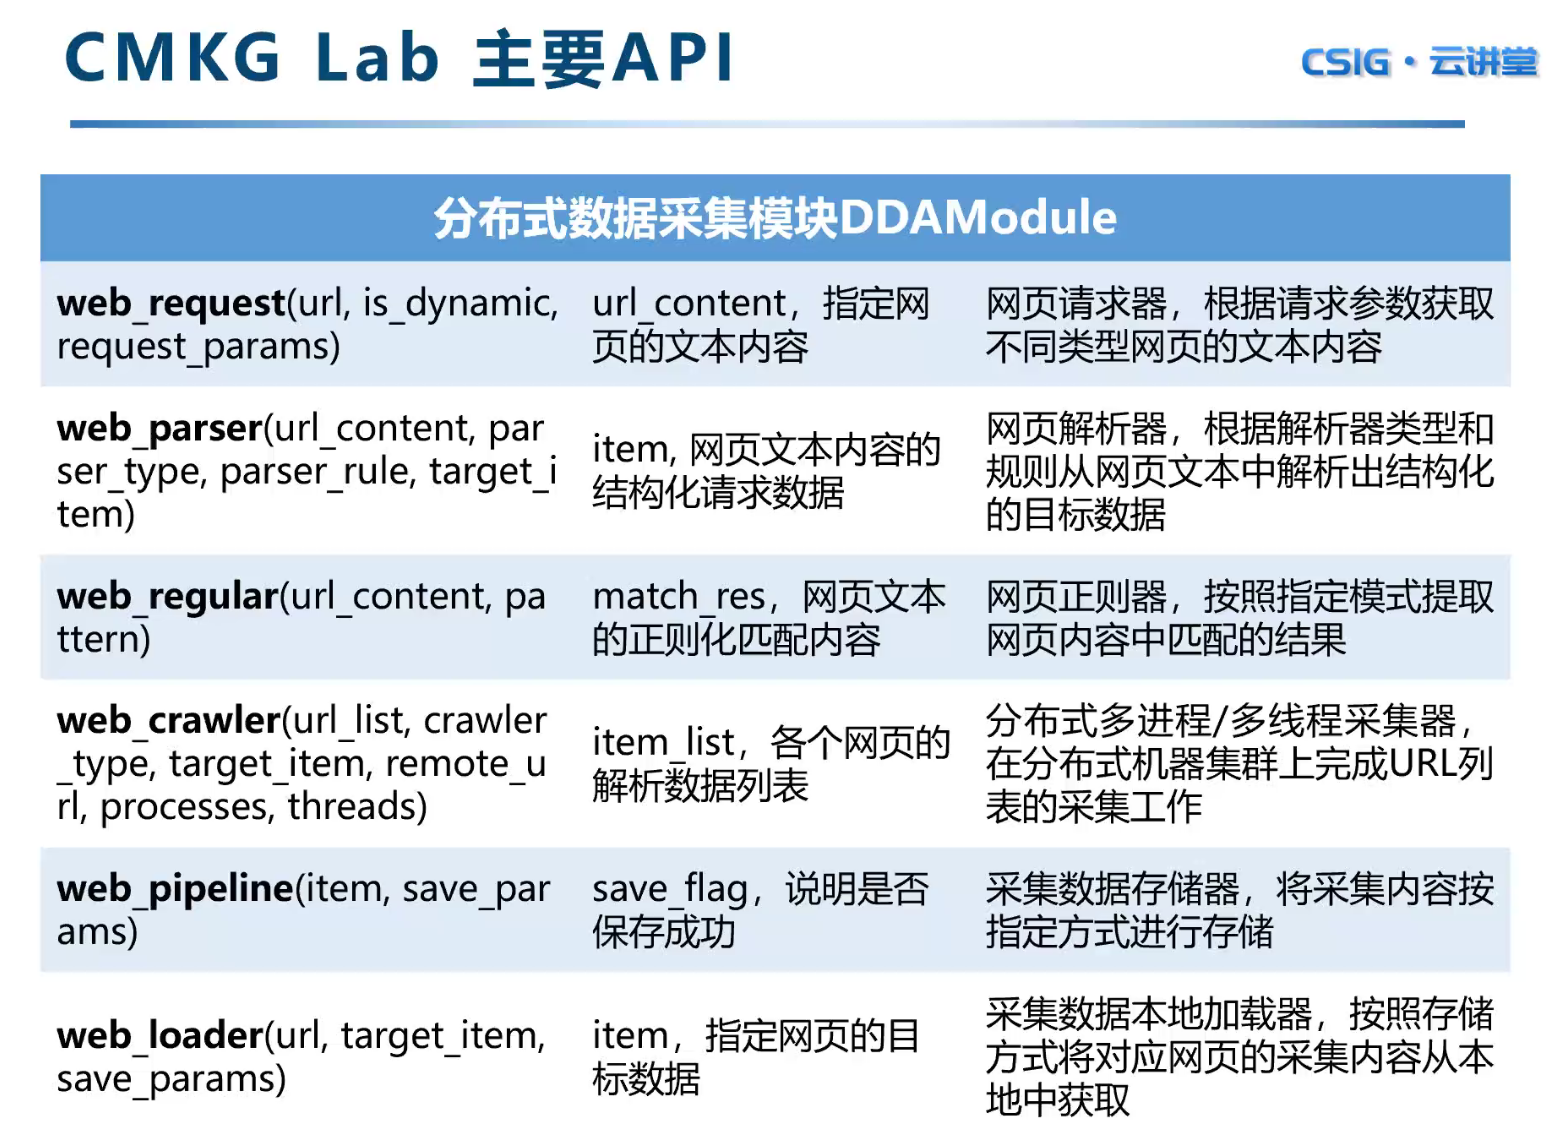 CMKG Lab 主要API
CSIG·云讲堂
分布式数据采集模块DDAModule
web_request(url, is_dynamic,
request_params)
url_content，指定网
页的文本内容
网页请求器，根据请求参数获取
不同类型网页的文本内容
web_parser(url_content, par
ser_type, parser_rule, target_i
tem)
item, 网页文本内容的
结构化请求数据
网页解析器，根据解析器类型和
规则从网页文本中解析出结构化
的目标数据
web_regular(url_content, pa
ttern)
match_res，网页文本
的正则化匹配内容
网页正则器，按照指定模式提取
网页内容中匹配的结果
web_crawler(url_list, crawler
_type, target_item, remote_u
rl, processes, threads)
item_list，各个网页的
解析数据列表
分布式多进程/多线程采集器，
在分布式机器集群上完成URL列
表的采集工作
web_pipeline(item, save_par
ams)
save_flag，说明是否
保存成功
采集数据存储器，将采集内容按
指定方式进行存储
web_loader(url, target_item,
save_params)
item，指定网页的目
标数据
采集数据本地加载器，按照存储
方式将对应网页的采集内容从本
地中获取